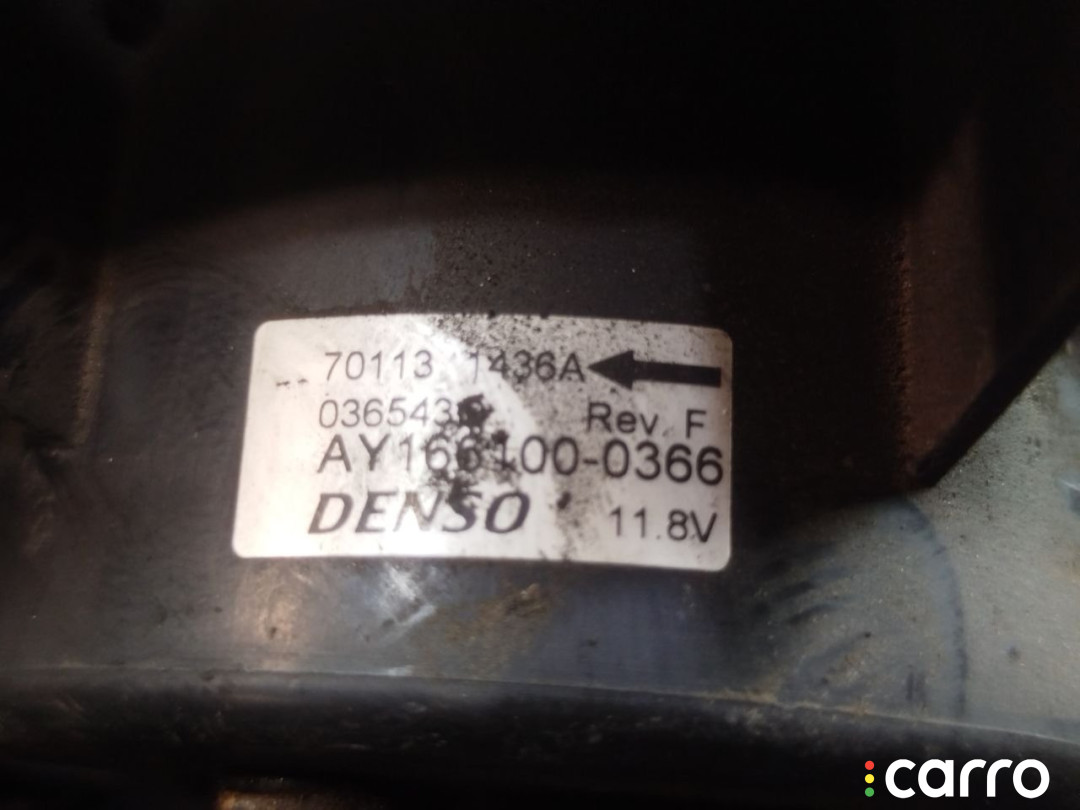 70113 1436A
Rev. F
AY166100-0366
DENSO 11.8V
carro